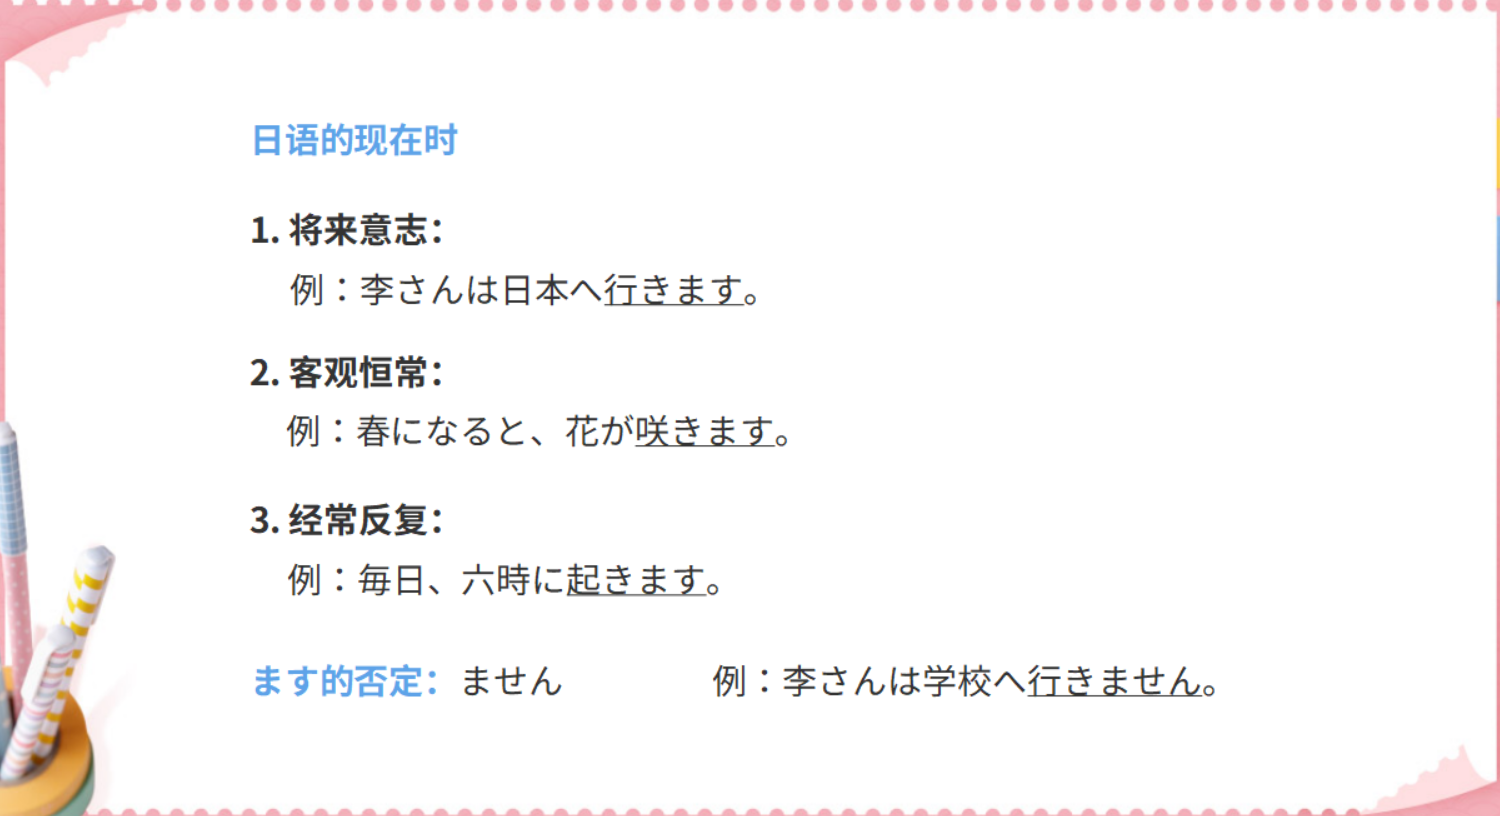 日语的现在时
1. 将来意志：
例：李さんは日本へ行きます。
2. 客观恒常：
例：春になると、花が咲きます。
3. 经常反复：
例：毎日、六時に起きます。
ます的否定：ません 例：李さんは学校へ行きません。